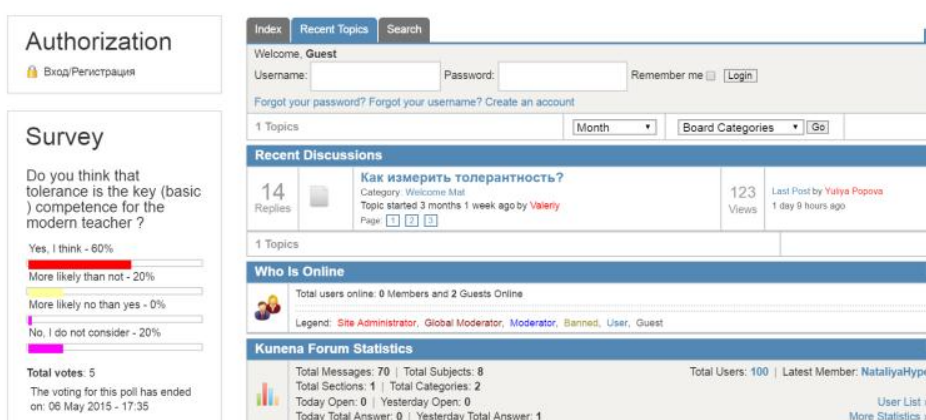 Authorization
Вход/Регистрация
Survey
Do you think that
tolerance is the key (basic
) competence for the
modern teacher ?
Yes, I think - 60%
More likely than not - 20%
More likely no than yes - 0%
No, I do not consider - 20%
Total votes: 5
The voting for this poll has ended
on: 06 May 2015 - 17:35
Index Recent Topics Search
Welcome, Guest
Username: Password: Remember me Login
Forgot your password? Forgot your username? Create an account
1 Topics Month Board Categories Go
Recent Discussions
14 Replies
Как измерить толерантность?
Category: Welcome Mat
Topic started 3 months 1 week ago by Valeriy
Page: 1 2 3
123 Views
Last Post by Yuliya Popova
1 day 9 hours ago
1 Topics
Who Is Online
Total users online: 0 Members and 2 Guests Online
Legend: Site Administrator, Global Moderator, Moderator, Banned, User, Guest
Kunena Forum Statistics
Total Messages: 70 | Total Subjects: 8 Total Users: 100 | Latest Member: NataliyaHype
Total Sections: 1 | Total Categories: 2
Today Open: 0 | Yesterday Open: 0 User List
Today Total Answer: 0 | Yesterday Total Answer: 1 More Statistics